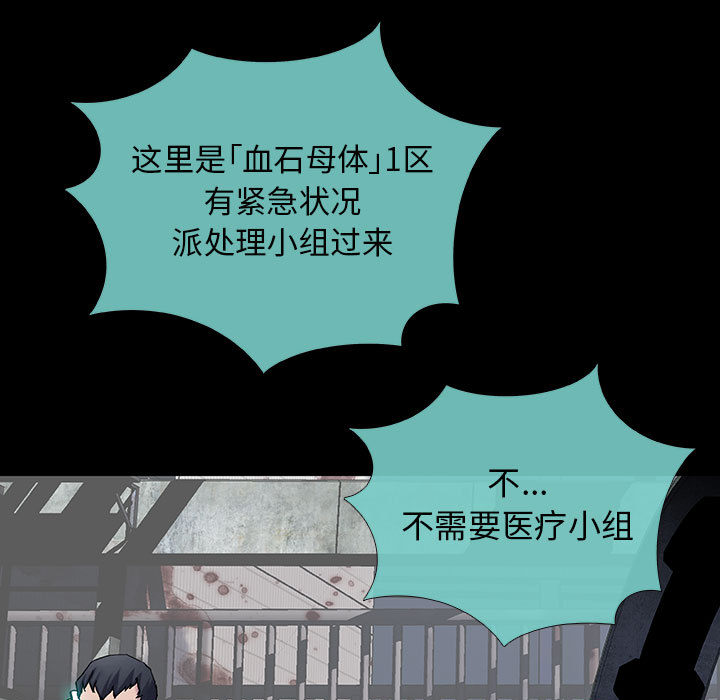 这里是「血石母体」1区
有紧急状况
派处理小组过来
不...
不需要医疗小组